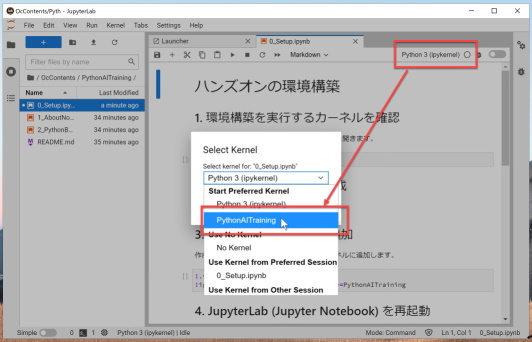 OcContents/Pyth - JupyterLab
File Edit View Run Kernel Tabs Settings Help
Launcher
0_Setup.ipynb
Markdown
Python 3 (ipykernel)
Filter files by name
/ OcContents / PythonAITraining /
Name Last Modified
0_Setup.ipy... a minute ago
1_AboutNo... 34 minutes ago
2_PythonB... 34 minutes ago
README.md 35 minutes ago
ハンズオンの環境構築
1. 環境構築を実行するカーネルを確認
開きます。
Select Kernel
Select kernel for: "0_Setup.ipynb"
Python 3 (ipykernel)
Start Preferred Kernel
Python 3 (ipykernel)
PythonAITraining
Use No Kernel
No Kernel
Use Kernel from Preferred Session
0_Setup.ipynb
Use Kernel from Other Session
成
3.
加
ネルに追加します。
=PythonAITraining
4. JupyterLab (Jupyter Notebook) を再起動
Simple 0 Python 3 (ipykernel) | Idle Mode: Command Ln 1, Col 1 0_Setup.ipynb